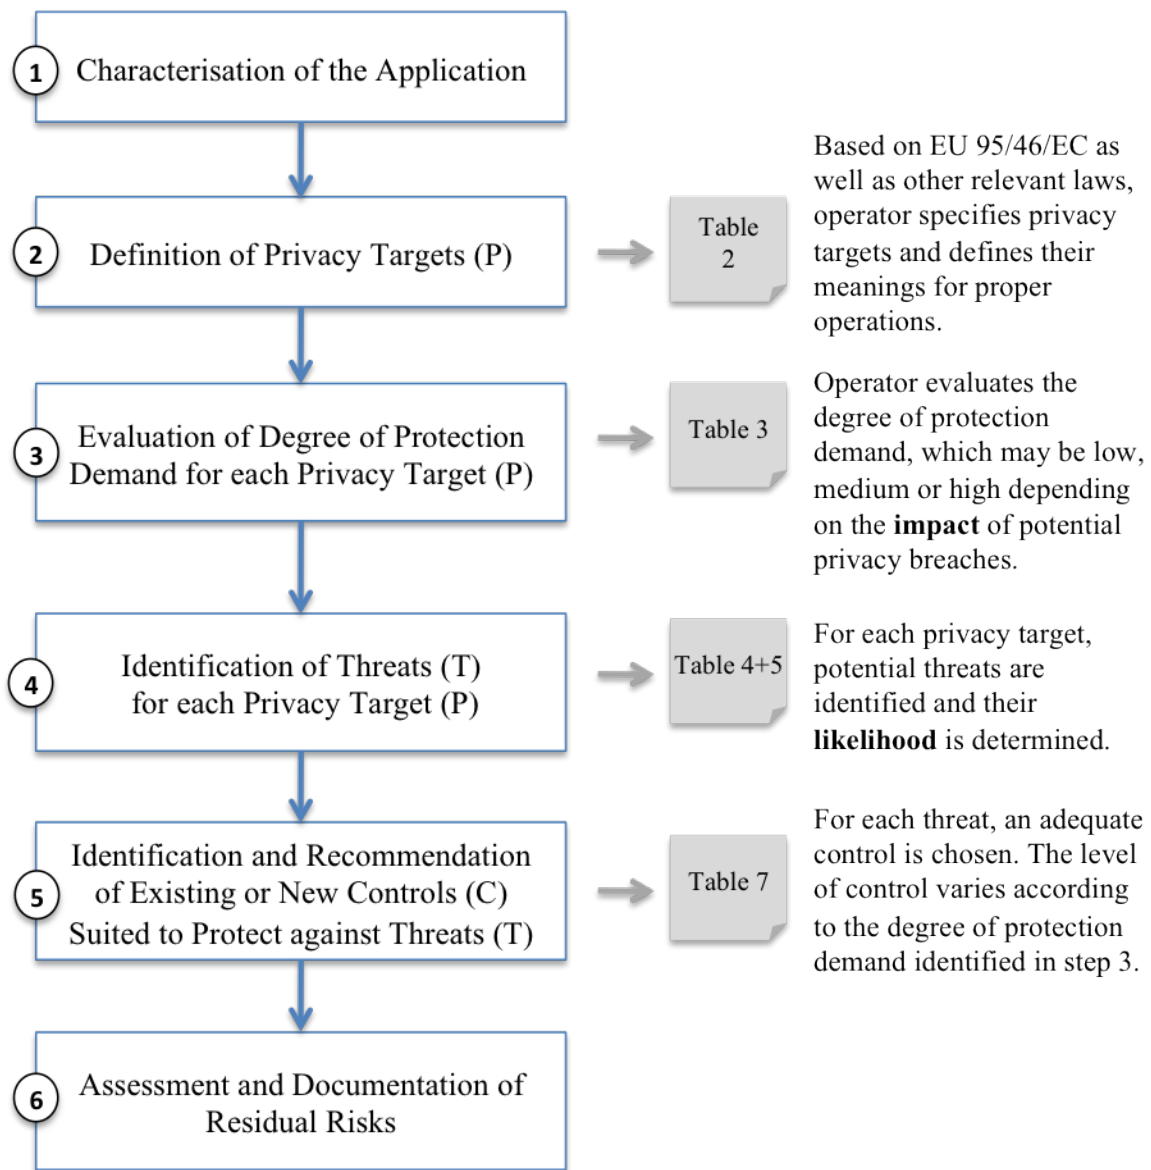 1
Characterisation of the Application
2
Definition of Privacy Targets (P)
Table
2
Based on EU 95/46/EC as
well as other relevant laws,
operator specifies privacy
targets and defines their
meanings for proper
operations.
3
Evaluation of Degree of Protection
Demand for each Privacy Target (P)
Table 3
Operator evaluates the
degree of protection
demand, which may be low,
medium or high depending
on the impact of potential
privacy breaches.
4
Identification of Threats (T)
for each Privacy Target (P)
Table 4+5
For each privacy target,
potential threats are
identified and their
likelihood is determined.
5
Identification and Recommendation
of Existing or New Controls (C)
Suited to Protect against Threats (T)
Table 7
For each threat, an adequate
control is chosen. The level
of control varies according
to the degree of protection
demand identified in step 3.
6
Assessment and Documentation of
Residual Risks